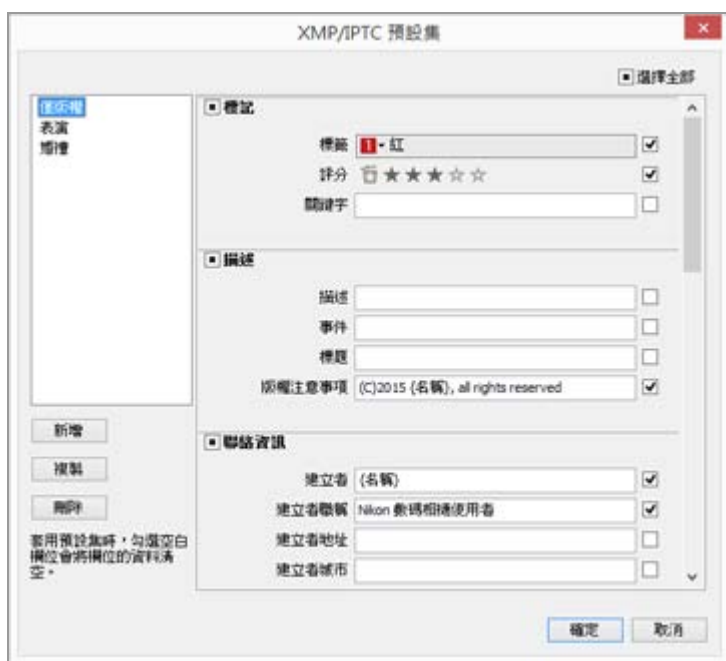 XMP/IPTC 預設集
選擇全部
僅版權
表演
婚禮
新增
複製
刪除
套用預設集時，勾選空白
欄位會將欄位的資料清
空。
標記
標籤 1 紅
評分
關鍵字
描述
描述
事件
標題
版權注意事項 (C)2015 {名稱}, all rights reserved
聯絡資訊
建立者 {名稱}
建立者職稱 Nikon 數碼相機使用者
建立者地址
建立者城市
確定 取消